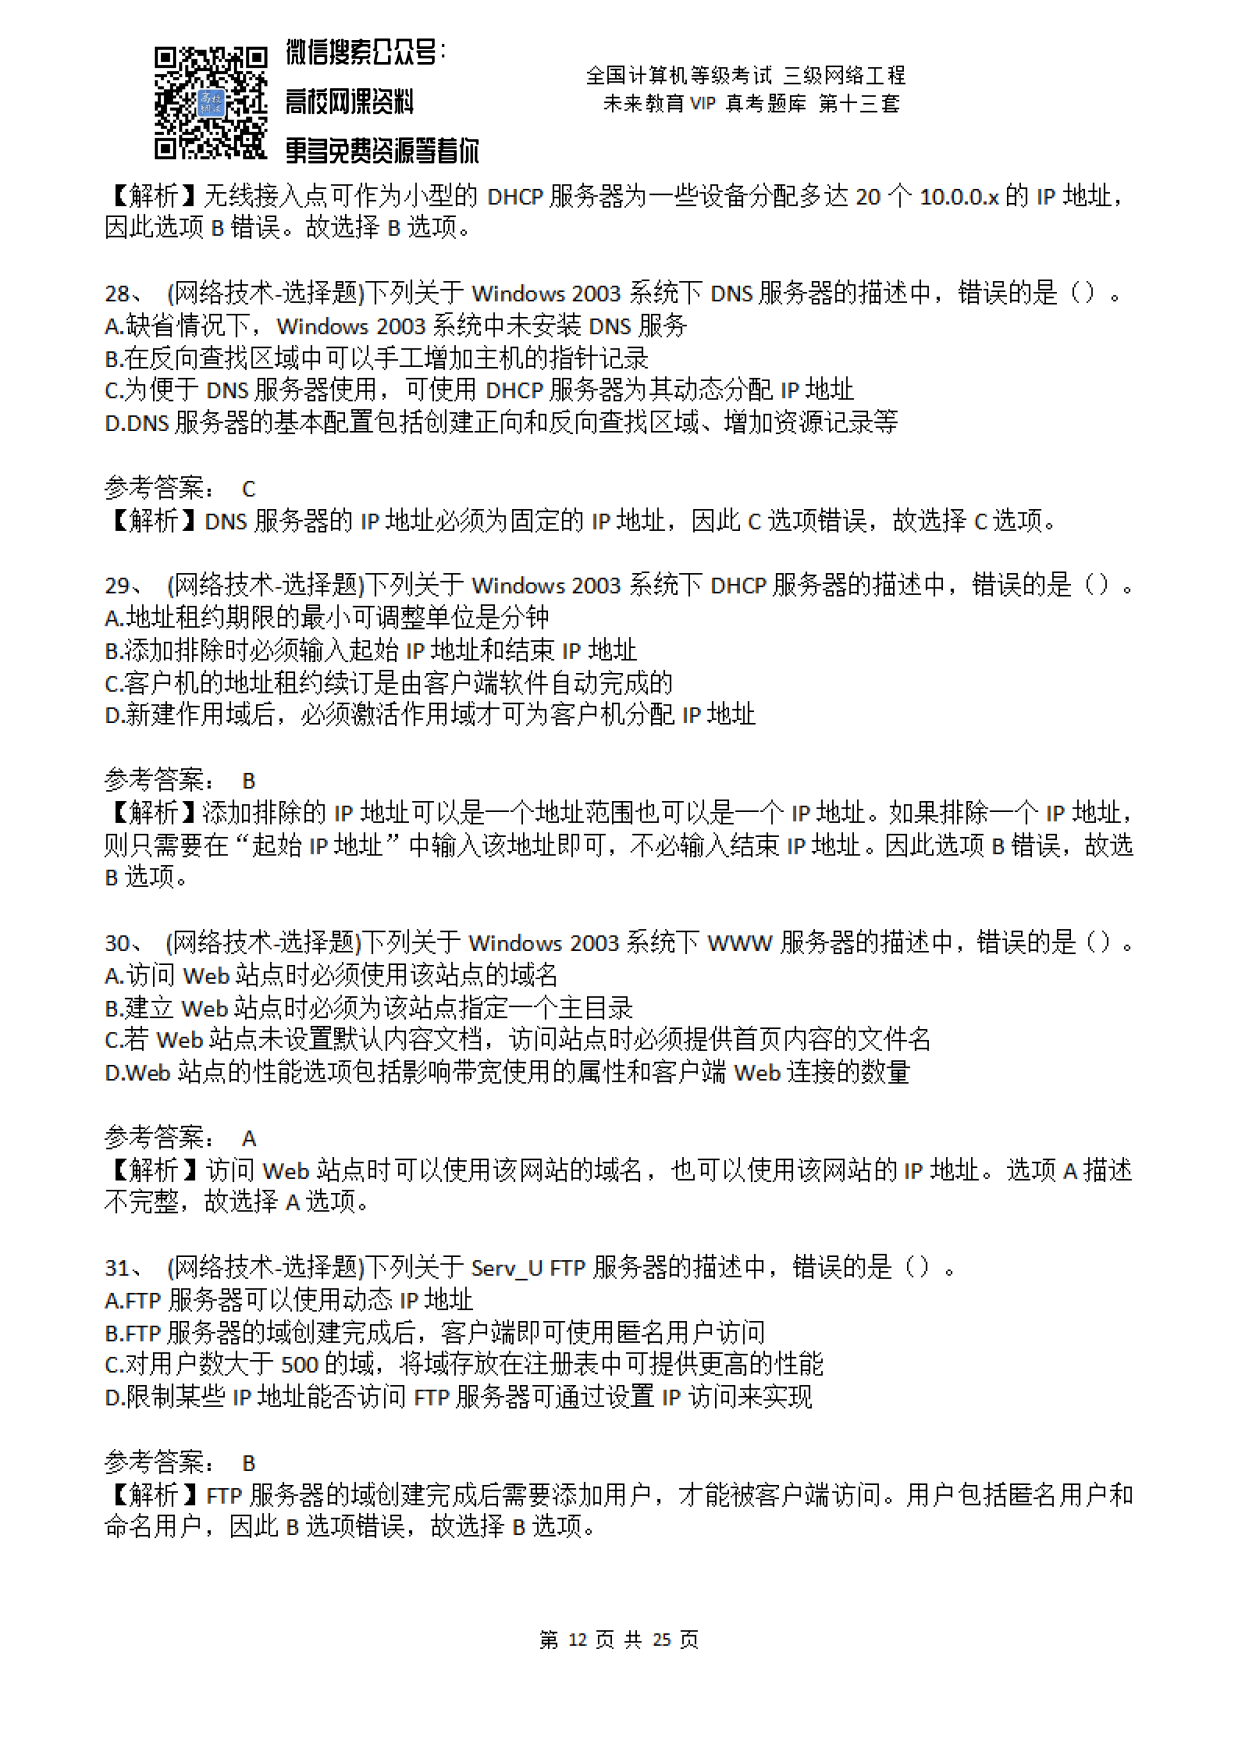 微信搜索公众号：
高校网课资料
更多免费资源等着你
全国计算机等级考试 三级网络工程
未来教育 VIP 真考题库 第十三套
【解析】无线接入点可作为小型的 DHCP 服务器为一些设备分配多达 20 个 10.0.0.x 的 IP 地址，
因此选项 B 错误。故选择 B 选项。
28、 (网络技术-选择题)下列关于 Windows 2003 系统下 DNS 服务器的描述中，错误的是（）。
A.缺省情况下，Windows 2003 系统中未安装 DNS 服务
B.在反向查找区域中可以手工增加主机的指针记录
C.为便于 DNS 服务器使用，可使用 DHCP 服务器为其动态分配 IP 地址
D.DNS 服务器的基本配置包括创建正向和反向查找区域、增加资源记录等
参考答案： C
【解析】DNS 服务器的 IP 地址必须为固定的 IP 地址，因此 C 选项错误，故选择 C 选项。
29、 (网络技术-选择题)下列关于 Windows 2003 系统下 DHCP 服务器的描述中，错误的是（）。
A.地址租约期限的最小可调整单位是分钟
B.添加排除时必须输入起始 IP 地址和结束 IP 地址
C.客户机的地址租约续订是由客户端软件自动完成的
D.新建作用域后，必须激活作用域才可为客户机分配 IP 地址
参考答案： B
【解析】添加排除的 IP 地址可以是一个地址范围也可以是一个 IP 地址。如果排除一个 IP 地址，
则只需要在“起始 IP 地址”中输入该地址即可，不必输入结束 IP 地址。因此选项 B 错误，故选
B 选项。
30、 (网络技术-选择题)下列关于 Windows 2003 系统下 WWW 服务器的描述中，错误的是（）。
A.访问 Web 站点时必须使用该站点的域名
B.建立 Web 站点时必须为该站点指定一个主目录
C.若 Web 站点未设置默认内容文档，访问站点时必须提供首页内容的文件名
D.Web 站点的性能选项包括影响带宽使用的属性和客户端 Web 连接的数量
参考答案： A
【解析】访问 Web 站点时可以使用该网站的域名，也可以使用该网站的 IP 地址。选项 A 描述
不完整，故选择 A 选项。
31、 (网络技术-选择题)下列关于 Serv_U FTP 服务器的描述中，错误的是（）。
A.FTP 服务器可以使用动态 IP 地址
B.FTP 服务器的域创建完成后，客户端即可使用匿名用户访问
C.对用户数大于 500 的域，将域存放在注册表中可提供更高的性能
D.限制某些 IP 地址能否访问 FTP 服务器可通过设置 IP 访问来实现
参考答案： B
【解析】FTP 服务器的域创建完成后需要添加用户，才能被客户端访问。用户包括匿名用户和
命名用户，因此 B 选项错误，故选择 B 选项。
第 12 页 共 25 页